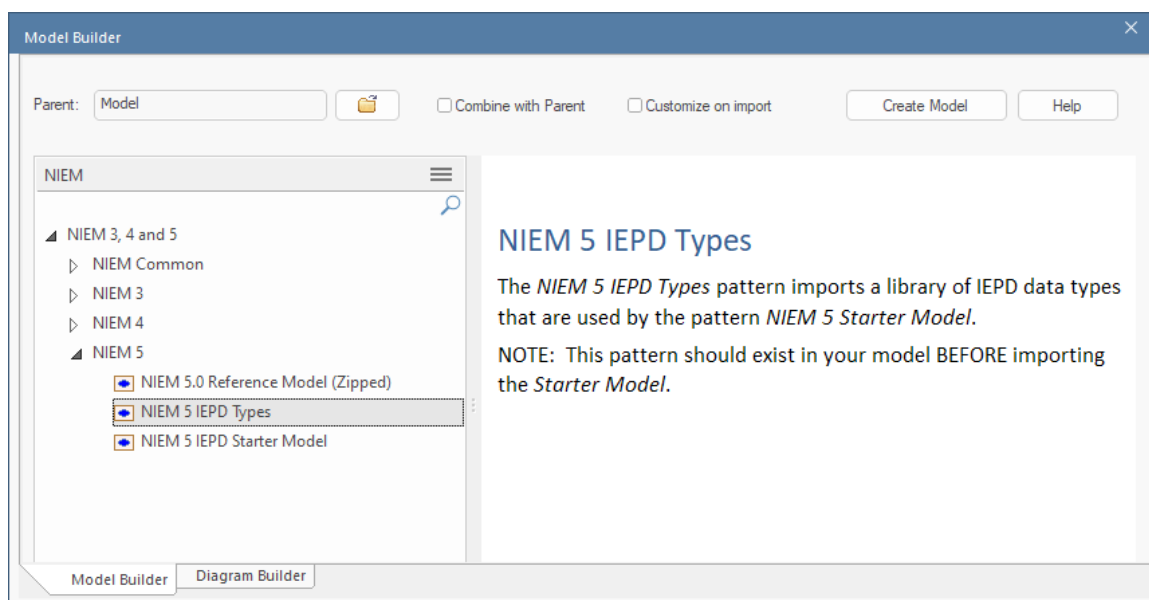 Model Builder
Parent: Model Combine with Parent Customize on import Create Model Help
NIEM
NIEM 3, 4 and 5
NIEM Common
NIEM 3
NIEM 4
NIEM 5
NIEM 5.0 Reference Model (Zipped)
NIEM 5 IEPD Types
NIEM 5 IEPD Starter Model
NIEM 5 IEPD Types
The NIEM 5 IEPD Types pattern imports a library of IEPD data types
that are used by the pattern NIEM 5 Starter Model.
NOTE: This pattern should exist in your model BEFORE importing
the Starter Model.
Model Builder Diagram Builder